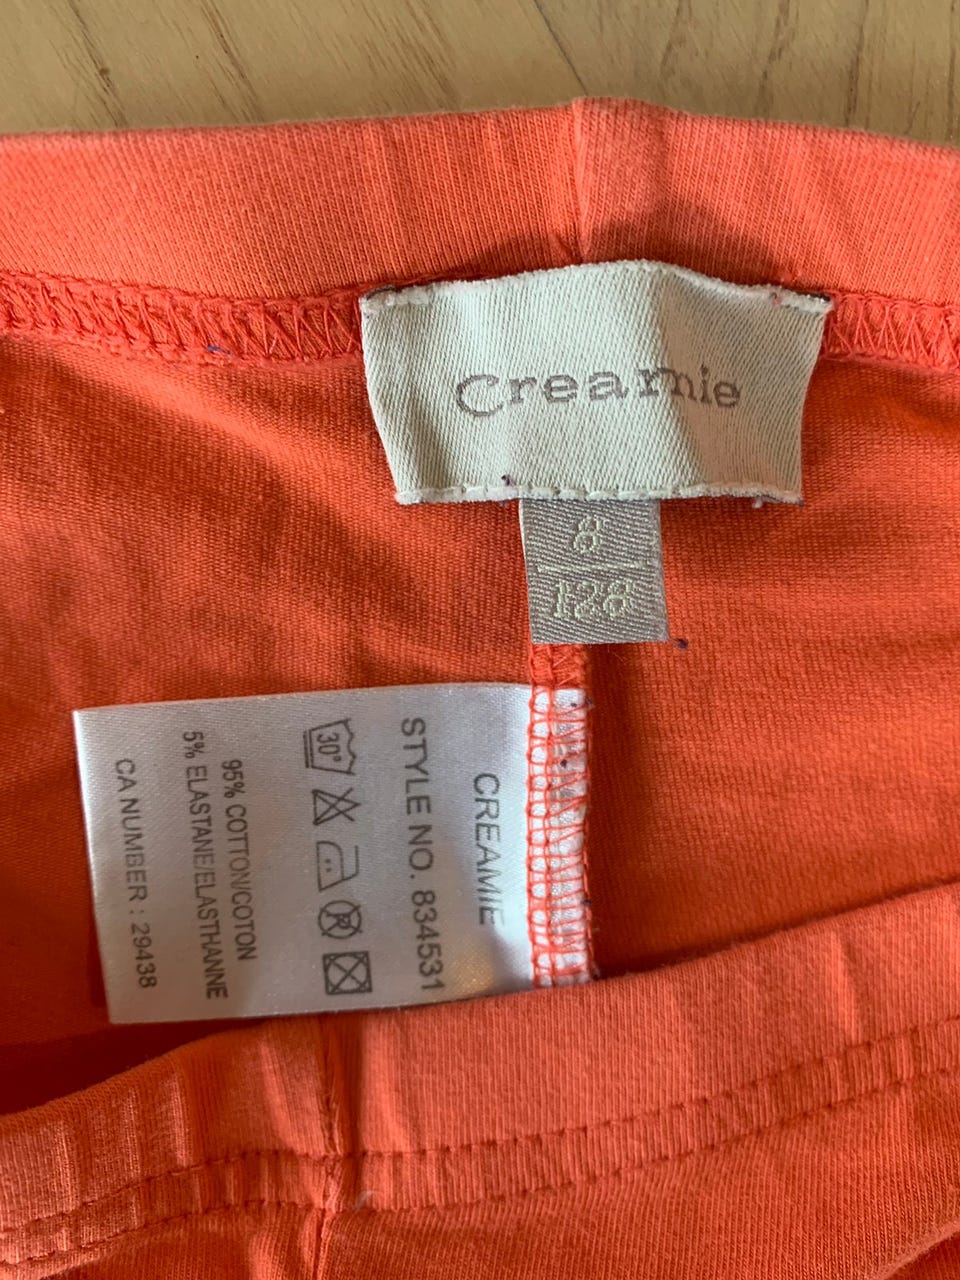 Creamie
8
128
CREAMIE
STYLE NO. 834531
30°
95% COTTON/COTON
5% ELASTANE/ELASTHANNE
CA NUMBER : 29438